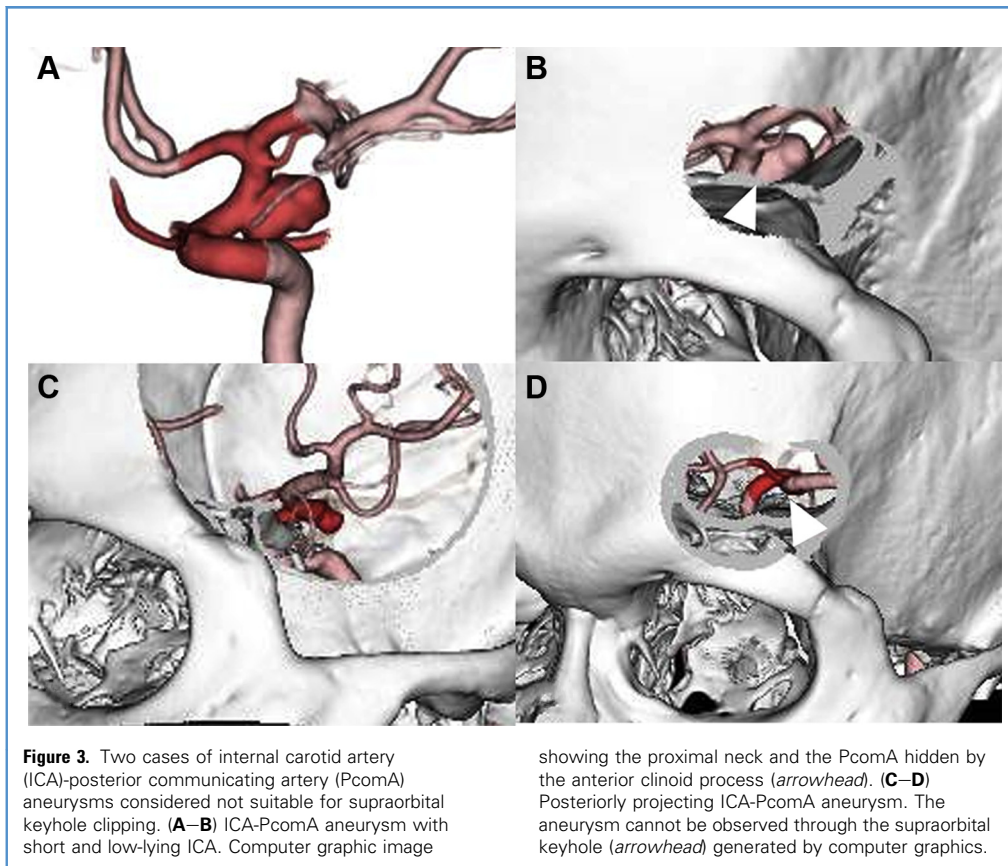 A
B
C
D
Figure 3. Two cases of internal carotid artery
(ICA)-posterior communicating artery (PcomA)
aneurysms considered not suitable for supraorbital
keyhole clipping. (A–B) ICA-PcomA aneurysm with
short and low-lying ICA. Computer graphic image
showing the proximal neck and the PcomA hidden by
the anterior clinoid process (arrowhead). (C–D)
Posteriorly projecting ICA-PcomA aneurysm. The
aneurysm cannot be observed through the supraorbital
keyhole (arrowhead) generated by computer graphics.